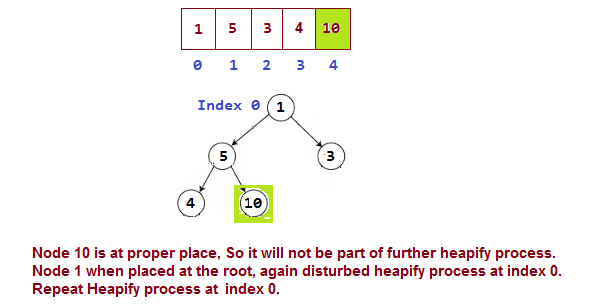 1 5 3 4 10
0 1 2 3 4
Index 0 1
5 3
4 10
Node 10 is at proper place, So it will not be part of further heapify process.
Node 1 when placed at the root, again disturbed heapify process at index 0.
Repeat Heapify process at index 0.